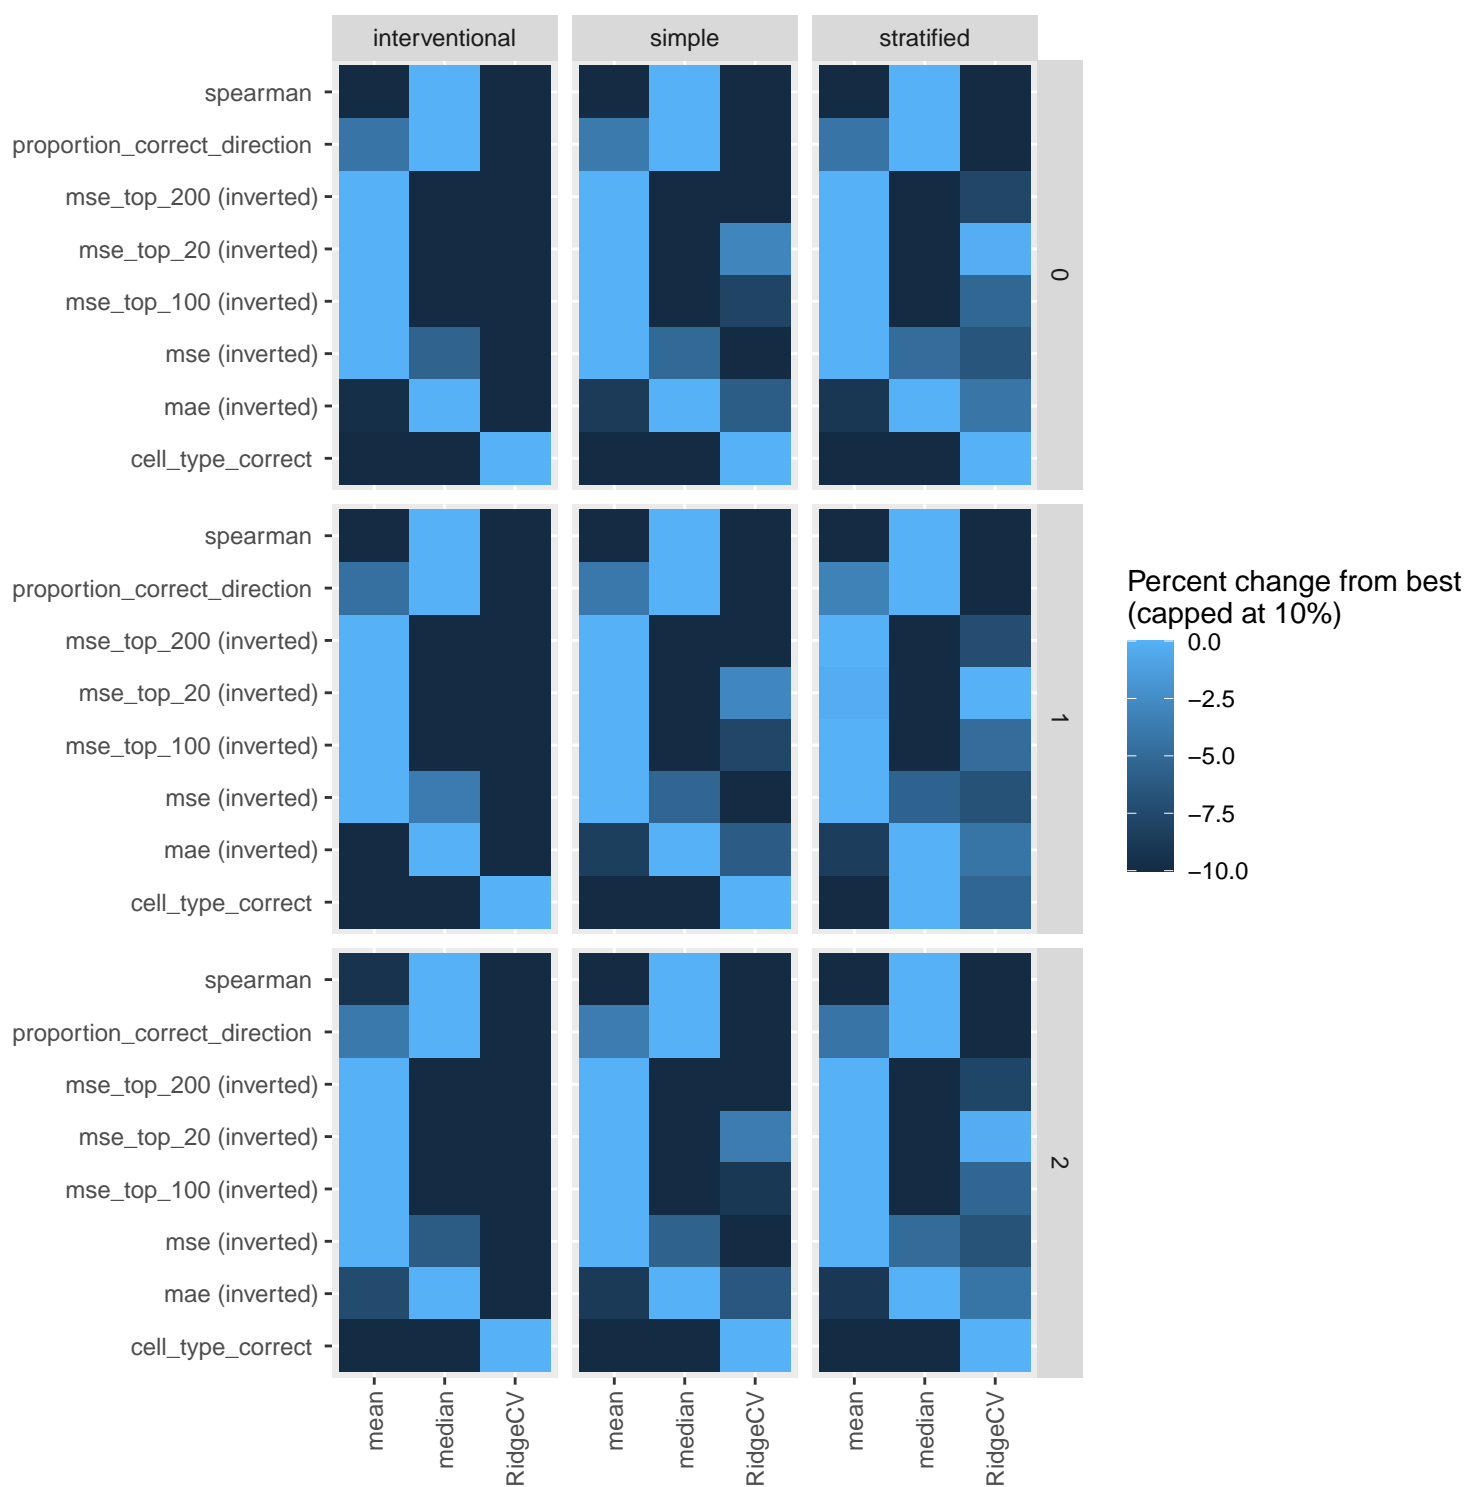 interventional simple stratified
spearman
proportion_correct_direction
mse_top_200 (inverted)
mse_top_20 (inverted)
mse_top_100 (inverted)
mse (inverted)
mae (inverted)
cell_type_correct
0
spearman
proportion_correct_direction
mse_top_200 (inverted)
mse_top_20 (inverted)
mse_top_100 (inverted)
mse (inverted)
mae (inverted)
cell_type_correct
1
spearman
proportion_correct_direction
mse_top_200 (inverted)
mse_top_20 (inverted)
mse_top_100 (inverted)
mse (inverted)
mae (inverted)
cell_type_correct
2
mean median RidgeCV mean median RidgeCV mean median RidgeCV
Percent change from best
(capped at 10%)
0.0
−2.5
−5.0
−7.5
−10.0